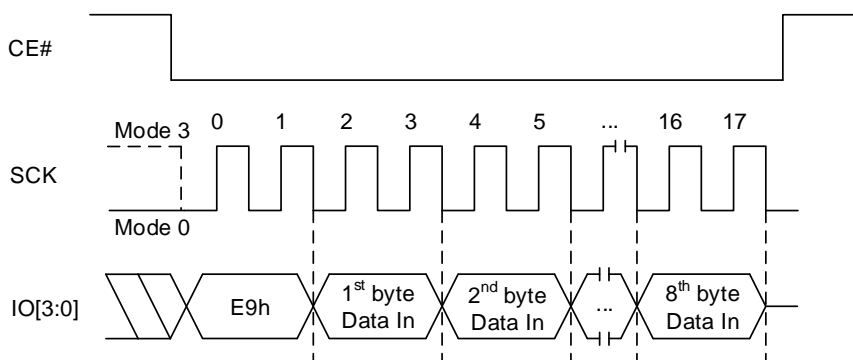 CE#
Mode 3 0 1 2 3 4 5 ... 16 17
SCK
Mode 0
IO[3:0] E9h 1st byte Data In 2nd byte Data In ... 8th byte Data In